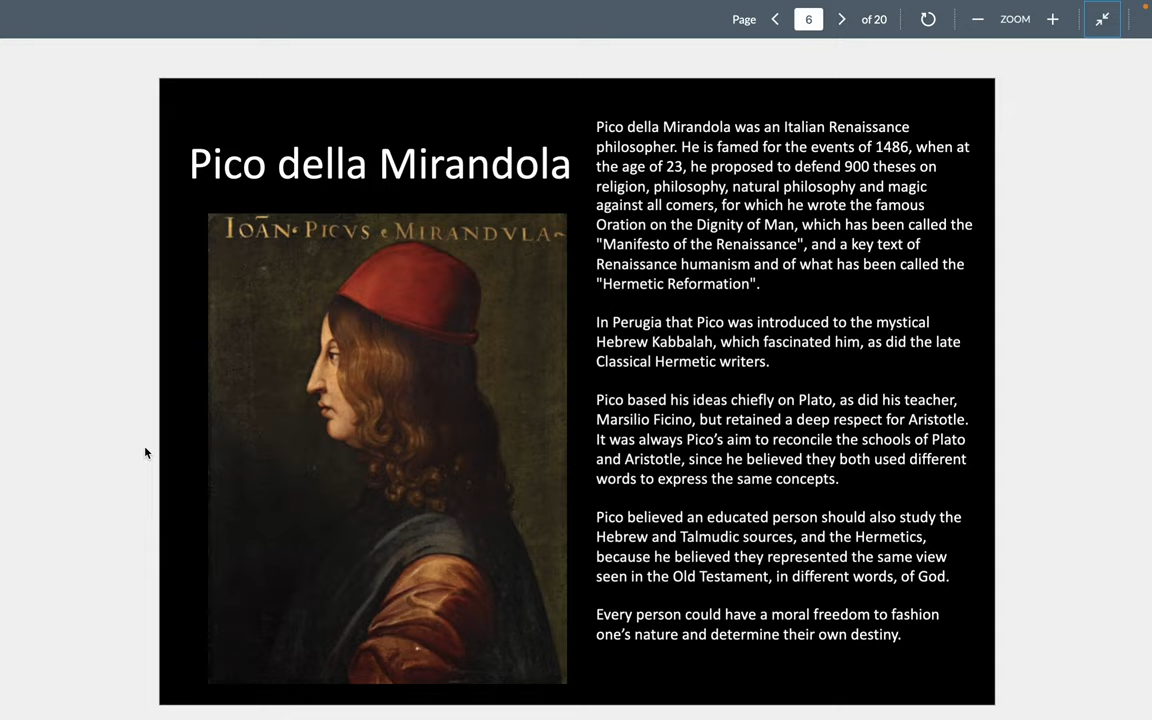 Page 6 of 20 ZOOM
Pico della Mirandola
IOÃN· PICVS · MIRANDVLA~
Pico della Mirandola was an Italian Renaissance
philosopher. He is famed for the events of 1486, when at
the age of 23, he proposed to defend 900 theses on
religion, philosophy, natural philosophy and magic
against all comers, for which he wrote the famous
Oration on the Dignity of Man, which has been called the
"Manifesto of the Renaissance", and a key text of
Renaissance humanism and of what has been called the
"Hermetic Reformation".
In Perugia that Pico was introduced to the mystical
Hebrew Kabbalah, which fascinated him, as did the late
Classical Hermetic writers.
Pico based his ideas chiefly on Plato, as did his teacher,
Marsilio Ficino, but retained a deep respect for Aristotle.
It was always Pico’s aim to reconcile the schools of Plato
and Aristotle, since he believed they both used different
words to express the same concepts.
Pico believed an educated person should also study the
Hebrew and Talmudic sources, and the Hermetics,
because he believed they represented the same view
seen in the Old Testament, in different words, of God.
Every person could have a moral freedom to fashion
one’s nature and determine their own destiny.